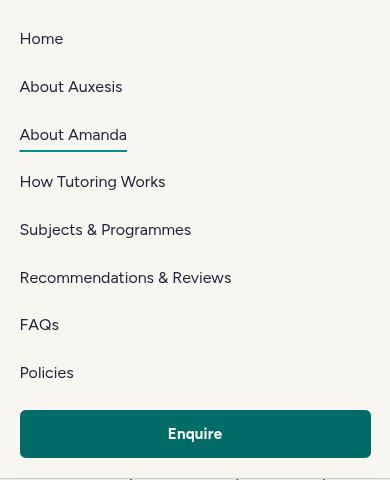 Home
About Auxesis
About Amanda
How Tutoring Works
Subjects & Programmes
Recommendations & Reviews
FAQs
Policies
Enquire